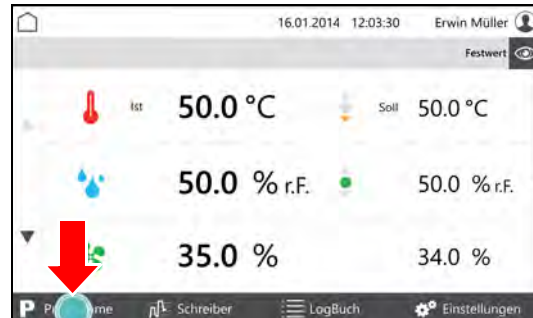 16.01.2014 12:03:30 Erwin Müller
Festwert
Ist 50.0 °C Soll 50.0 °C
50.0 % r.F. 50.0 % r.F.
35.0 % 34.0 %
P Schreiber LogBuch Einstellungen